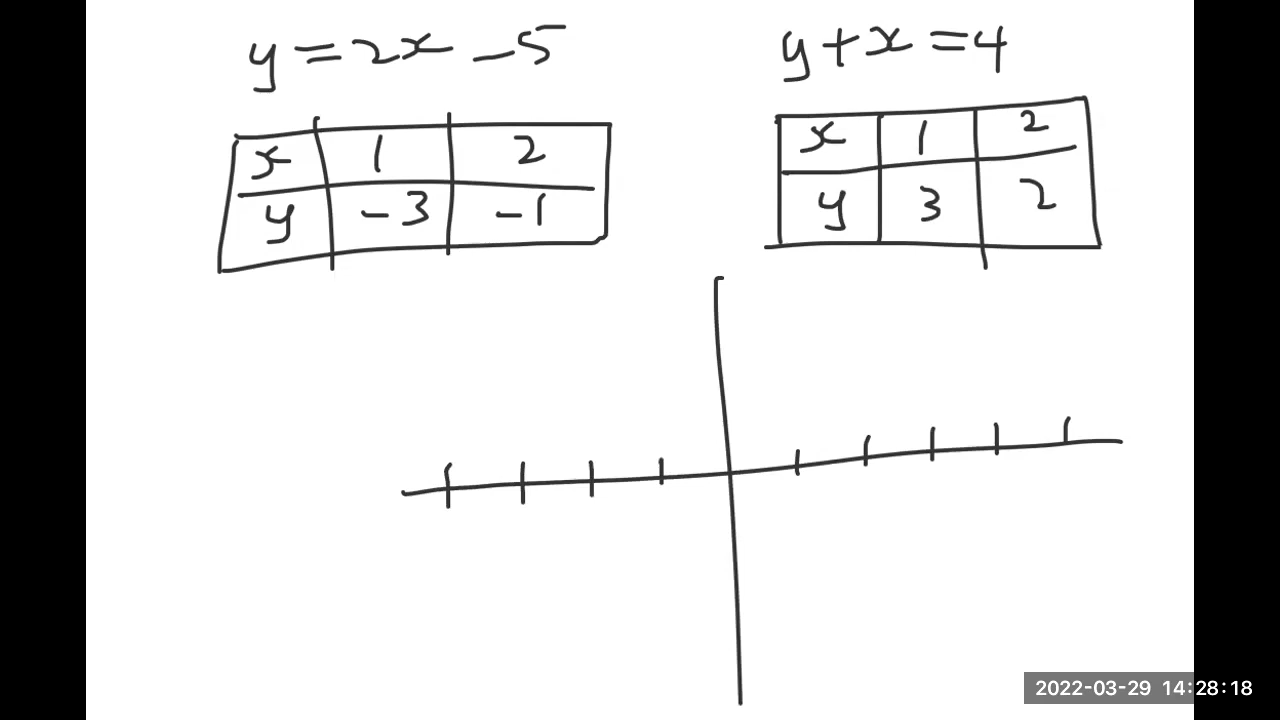 y = 2x - 5
y + x = 4
x 1 2
y -3 -1
x 1 2
y 3 2
2022-03-29 14:28:18